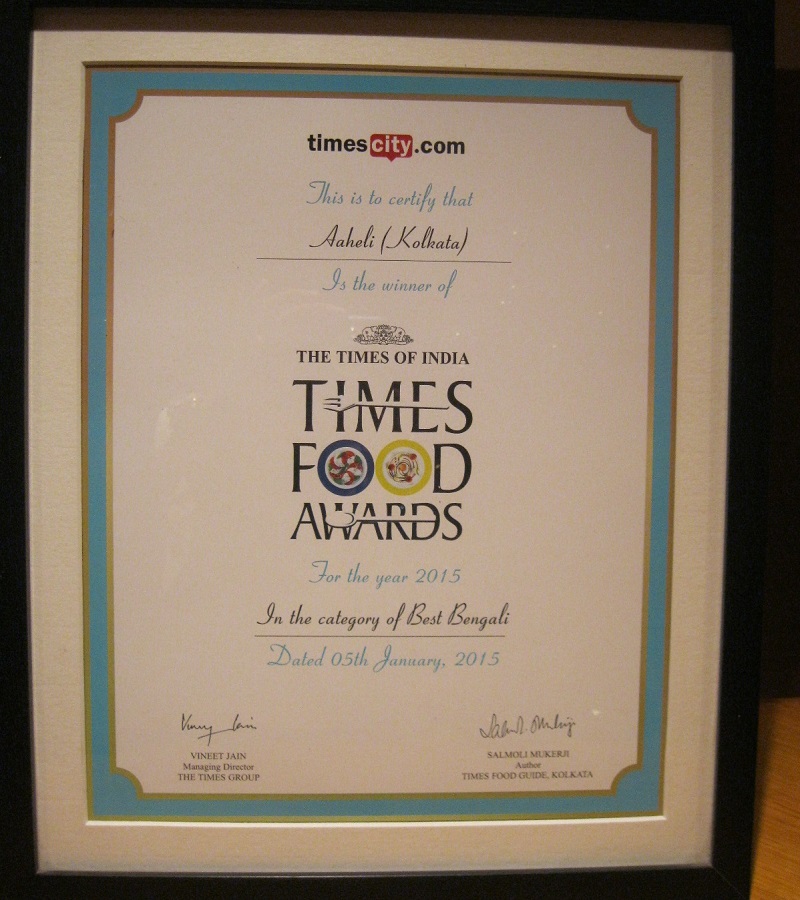 timescity.com
This is to certify that
Aaheli (Kolkata)
Is the winner of
THE TIMES OF INDIA
TIMES
FOOD
AWARDS
For the year 2015
In the category of Best Bengali
Dated 05th January, 2015
VINEET JAIN
Managing Director
THE TIMES GROUP
SALMOLI MUKERJI
Author
TIMES FOOD GUIDE, KOLKATA